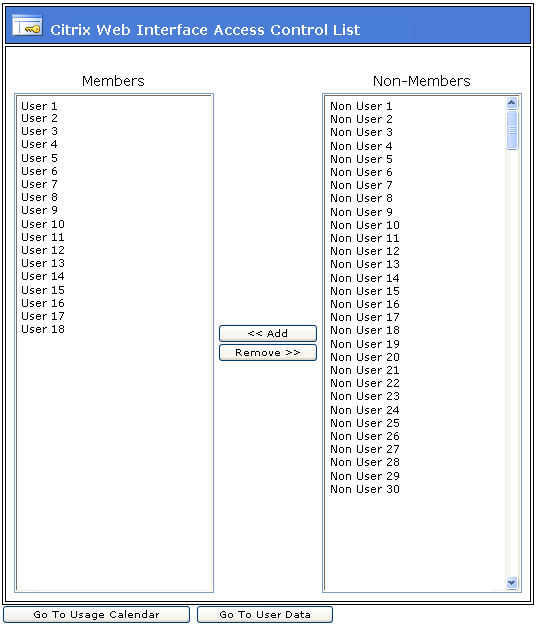 Citrix Web Interface Access Control List
Members
User 1
User 2
User 3
User 4
User 5
User 6
User 7
User 8
User 9
User 10
User 11
User 12
User 13
User 14
User 15
User 16
User 17
User 18
<< Add
Remove >>
Non-Members
Non User 1
Non User 2
Non User 3
Non User 4
Non User 5
Non User 6
Non User 7
Non User 8
Non User 9
Non User 10
Non User 11
Non User 12
Non User 13
Non User 14
Non User 15
Non User 16
Non User 17
Non User 18
Non User 19
Non User 20
Non User 21
Non User 22
Non User 23
Non User 24
Non User 25
Non User 26
Non User 27
Non User 28
Non User 29
Non User 30
Go To Usage Calendar
Go To User Data